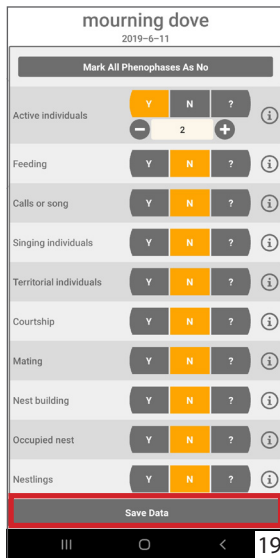 mourning dove
2019-6-11
Mark All Phenophases As No
Active individuals Y N ?
2
Feeding Y N ?
Calls or song Y N ?
Singing individuals Y N ?
Territorial individuals Y N ?
Courtship Y N ?
Mating Y N ?
Nest building Y N ?
Occupied nest Y N ?
Nestlings Y N ?
Save Data
19